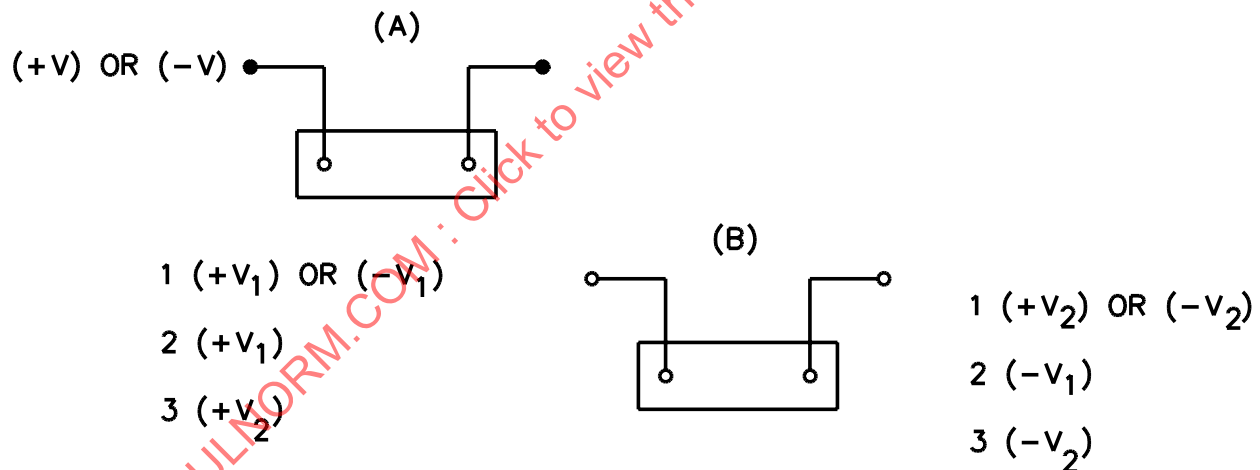 (A)
(+V) OR (−V)
(B)
1 (+V₁) OR (−V₁)
2 (+V₁)
3 (+V₂)
1 (+V₂) OR (−V₂)
2 (−V₁)
3 (−V₂)
ULNORM.COM : Click to view th